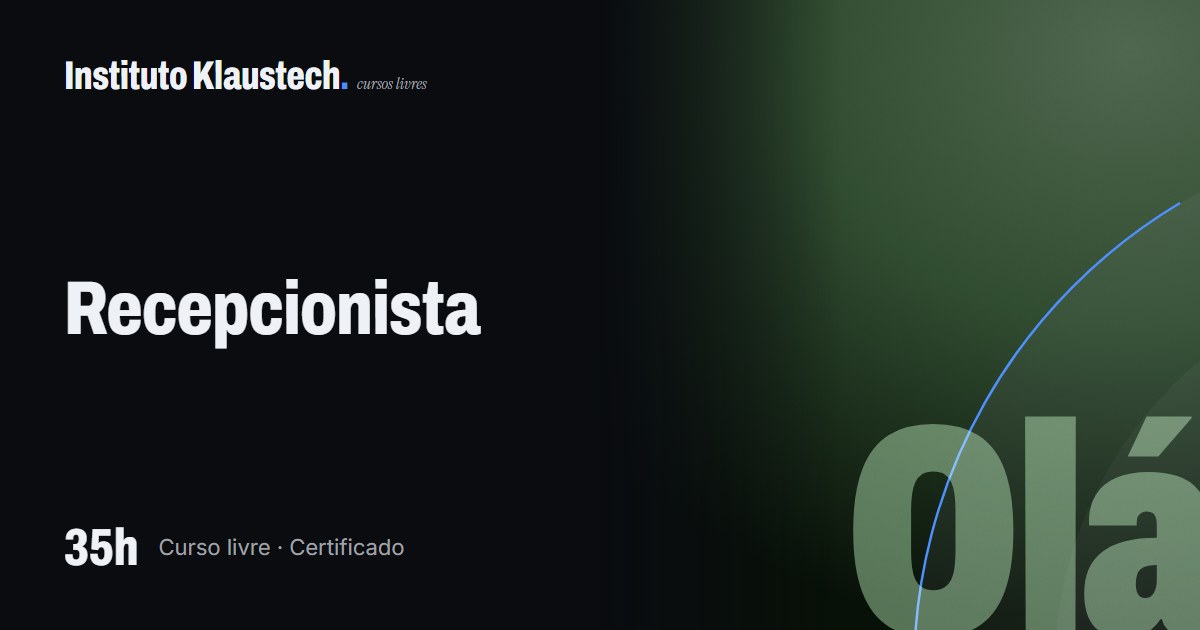 Instituto Klaustech. cursos livres
Recepcionista
35h Curso livre · Certificado
Olá